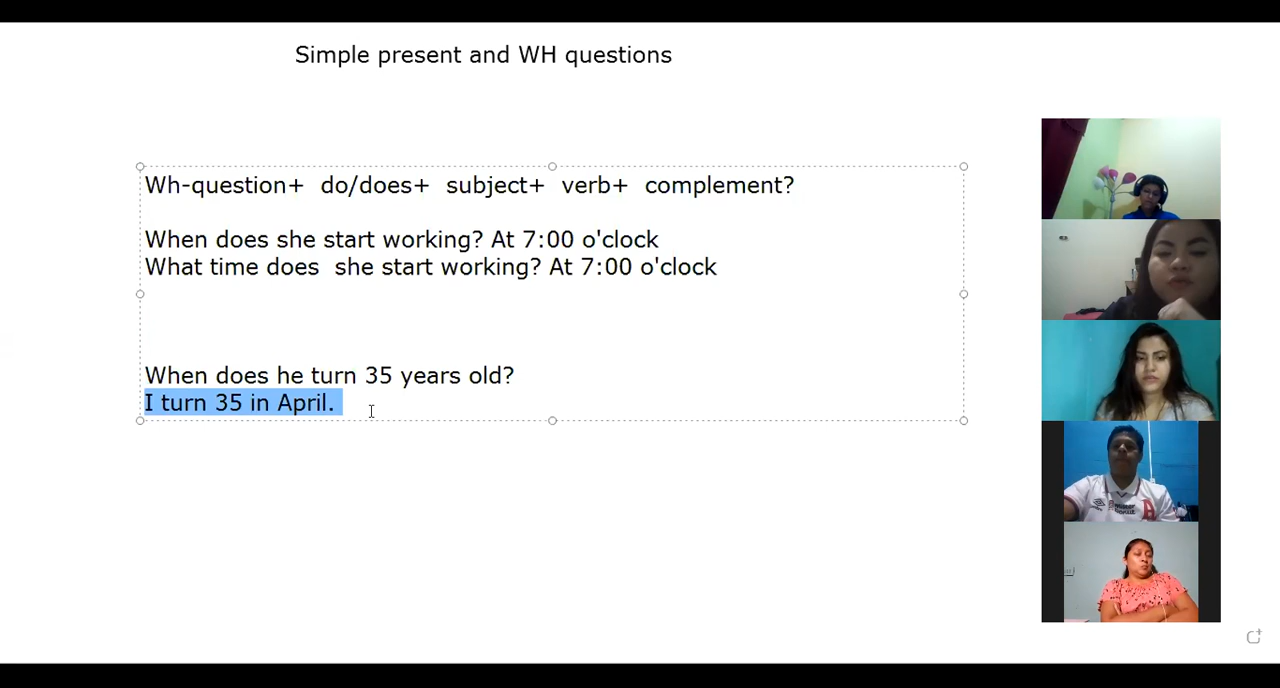 Simple present and WH questions
Wh-question+ do/does+ subject+ verb+ complement?
When does she start working? At 7:00 o'clock
What time does she start working? At 7:00 o'clock
When does he turn 35 years old?
I turn 35 in April.